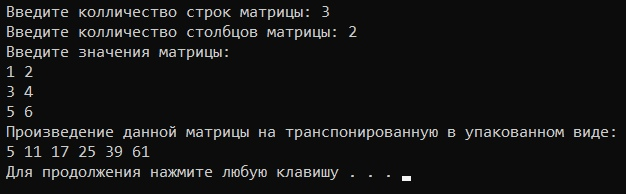 Введите колличество строк матрицы: 3
Введите колличество столбцов матрицы: 2
Введите значения матрицы:
1 2
3 4
5 6
Произведение данной матрицы на транспонированную в упакованном виде:
5 11 17 25 39 61
Для продолжения нажмите любую клавишу . . .